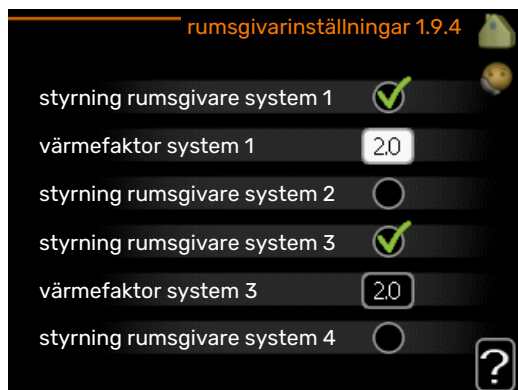 rumsgivarinställningar 1.9.4
styrning rumsgivare system 1
värmefaktor system 1 2.0
styrning rumsgivare system 2
styrning rumsgivare system 3
värmefaktor system 3 2.0
styrning rumsgivare system 4
?